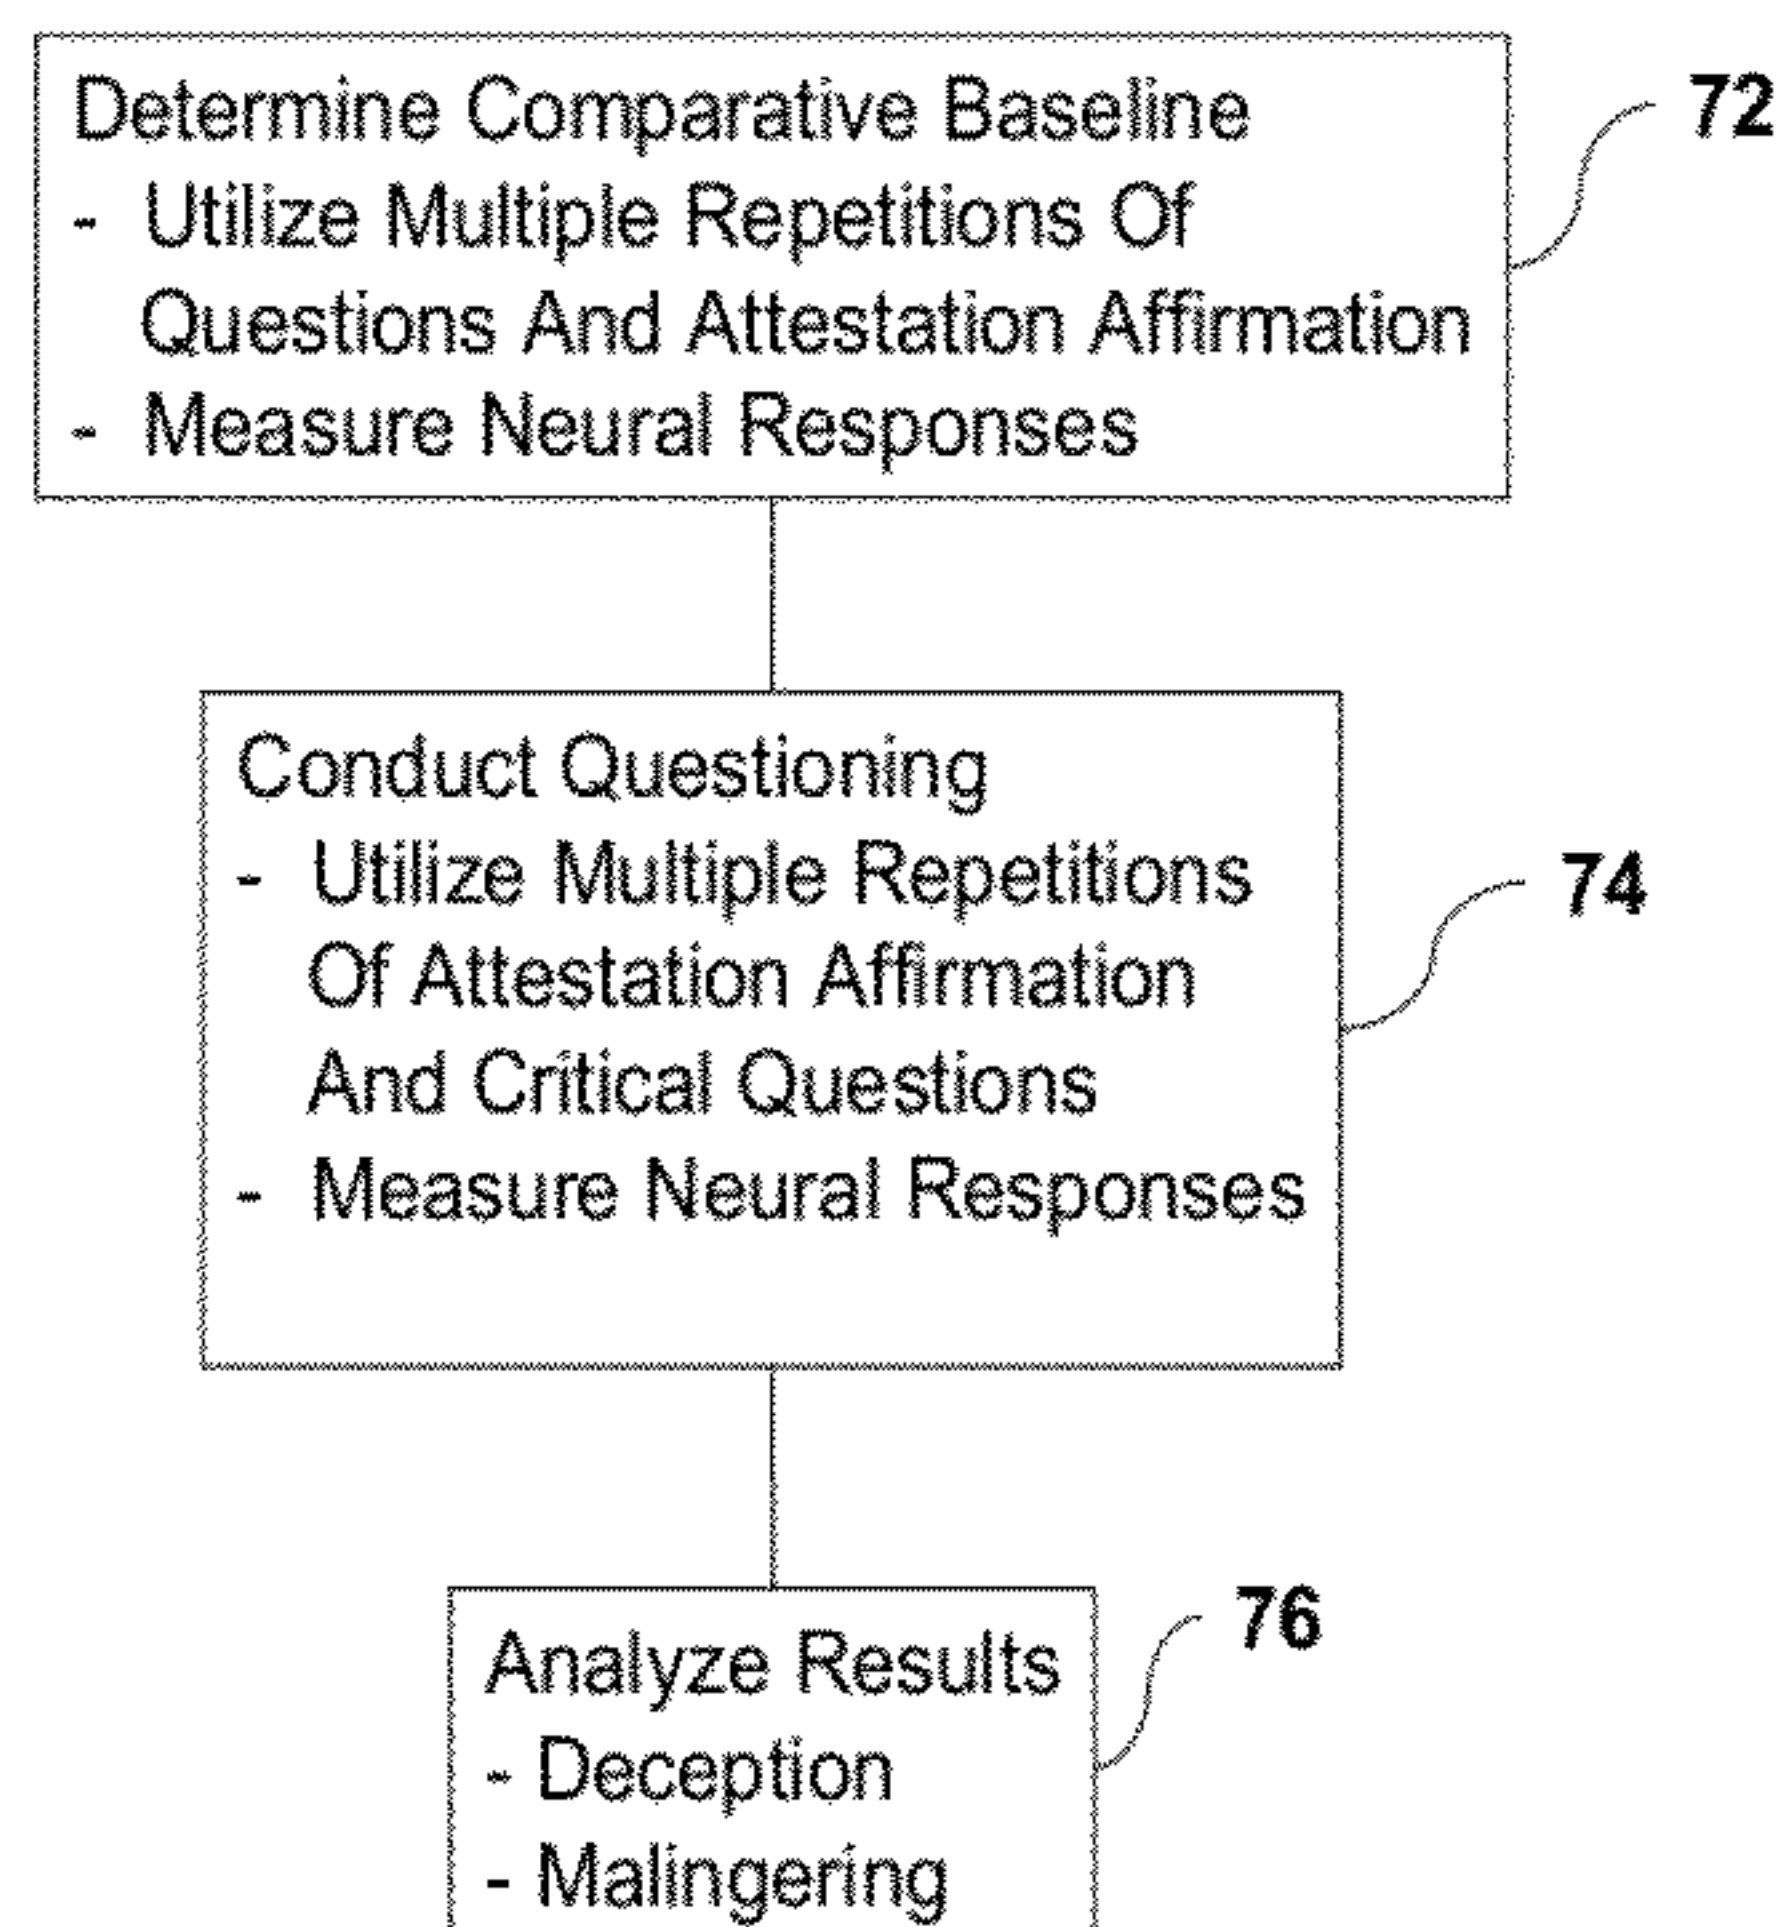 Determine Comparative Baseline
72
- Utilize Multiple Repetitions Of
Questions And Attestation Affirmation
- Measure Neural Responses
Conduct Questioning
- Utilize Multiple Repetitions
74
Of Attestation Affirmation
And Critical Questions
- Measure Neural Responses
76
Analyze Results
- Deception
- Malingering